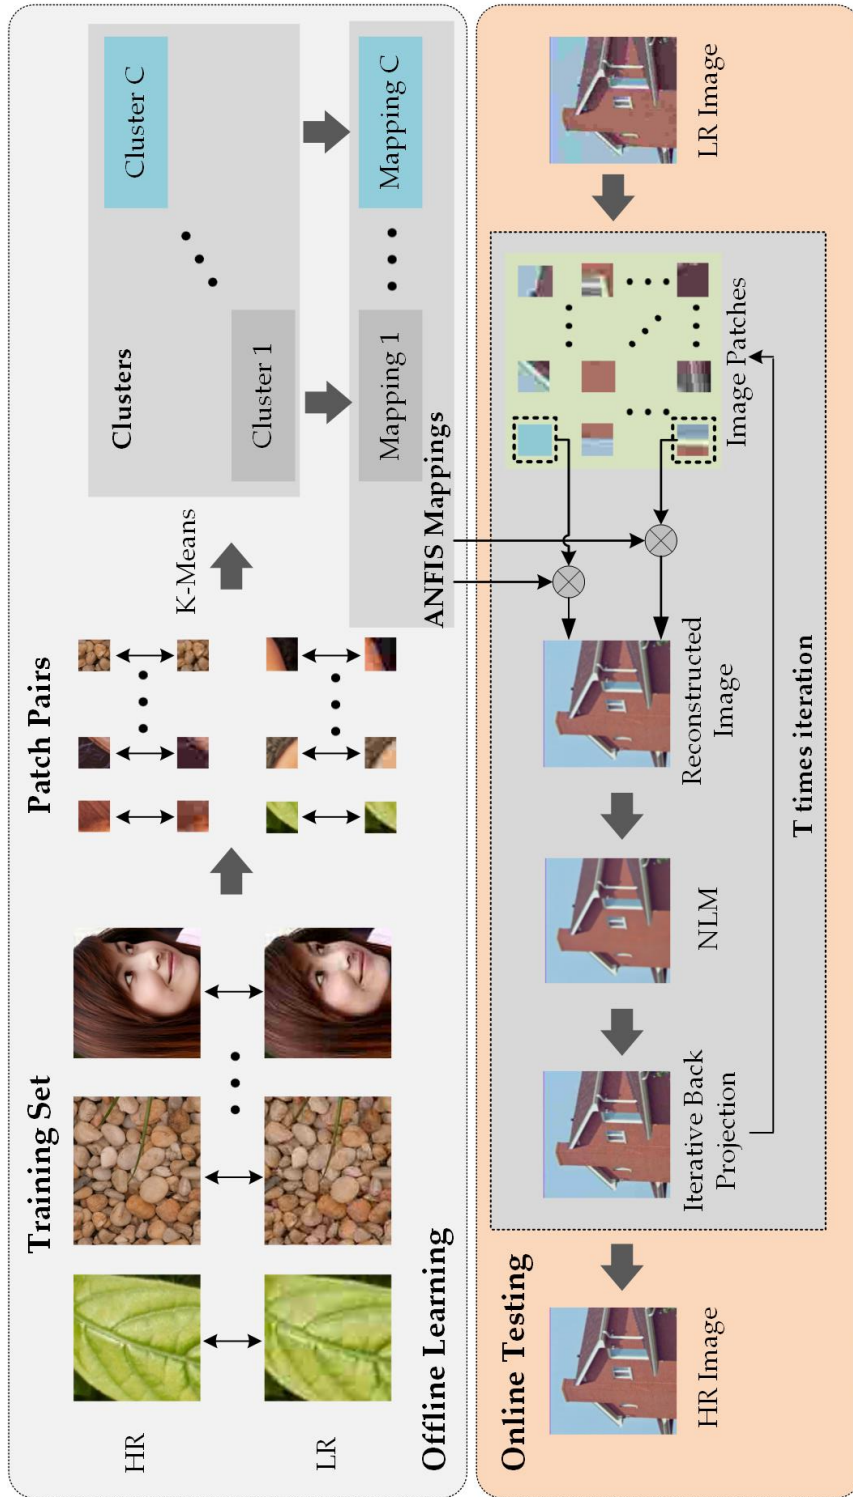 Training Set
Patch Pairs
K-Means
Clusters
Cluster C
Cluster 1
HR
LR
Mapping 1
Mapping C
ANFIS Mappings
Offline Learning
Online Testing
HR Image
Iterative Back
Projection
NLM
Reconstructed
Image
Image Patches
LR Image
T times iteration